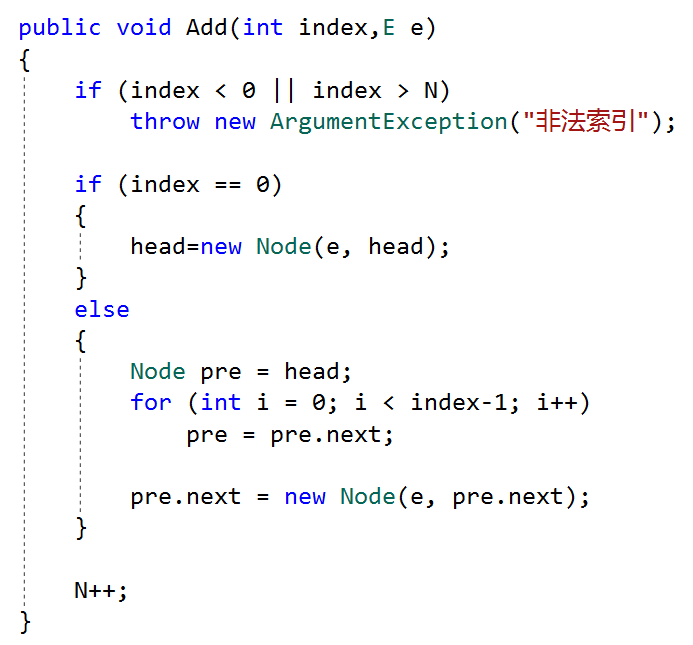 public void Add(int index,E e)
{
    if (index < 0 || index > N)
        throw new ArgumentException("非法索引");

    if (index == 0)
    {
        head=new Node(e, head);
    }
    else
    {
        Node pre = head;
        for (int i = 0; i < index-1; i++)
            pre = pre.next;

        pre.next = new Node(e, pre.next);
    }

    N++;
}